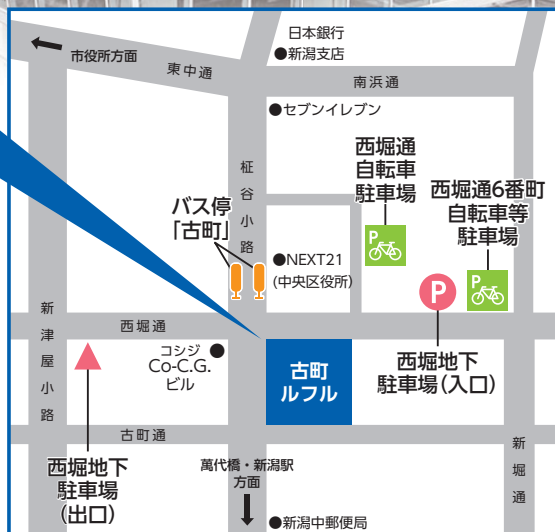 日本銀行
●新潟支店
市役所方面
東中通
南浜通
●セブンイレブン
柾谷小路
西堀通
自転車
駐車場
西堀通6番町
自転車等
駐車場
バス停
「古町」
P
P
●NEXT21
(中央区役所)
P
新津屋小路
西堀通
コシジ
Co-C.G.
ビル
古町
ルフル
西堀地下
駐車場(入口)
古町通
西堀地下
駐車場
(出口)
萬代橋・新潟駅
方面
新堀通
●新潟中郵便局